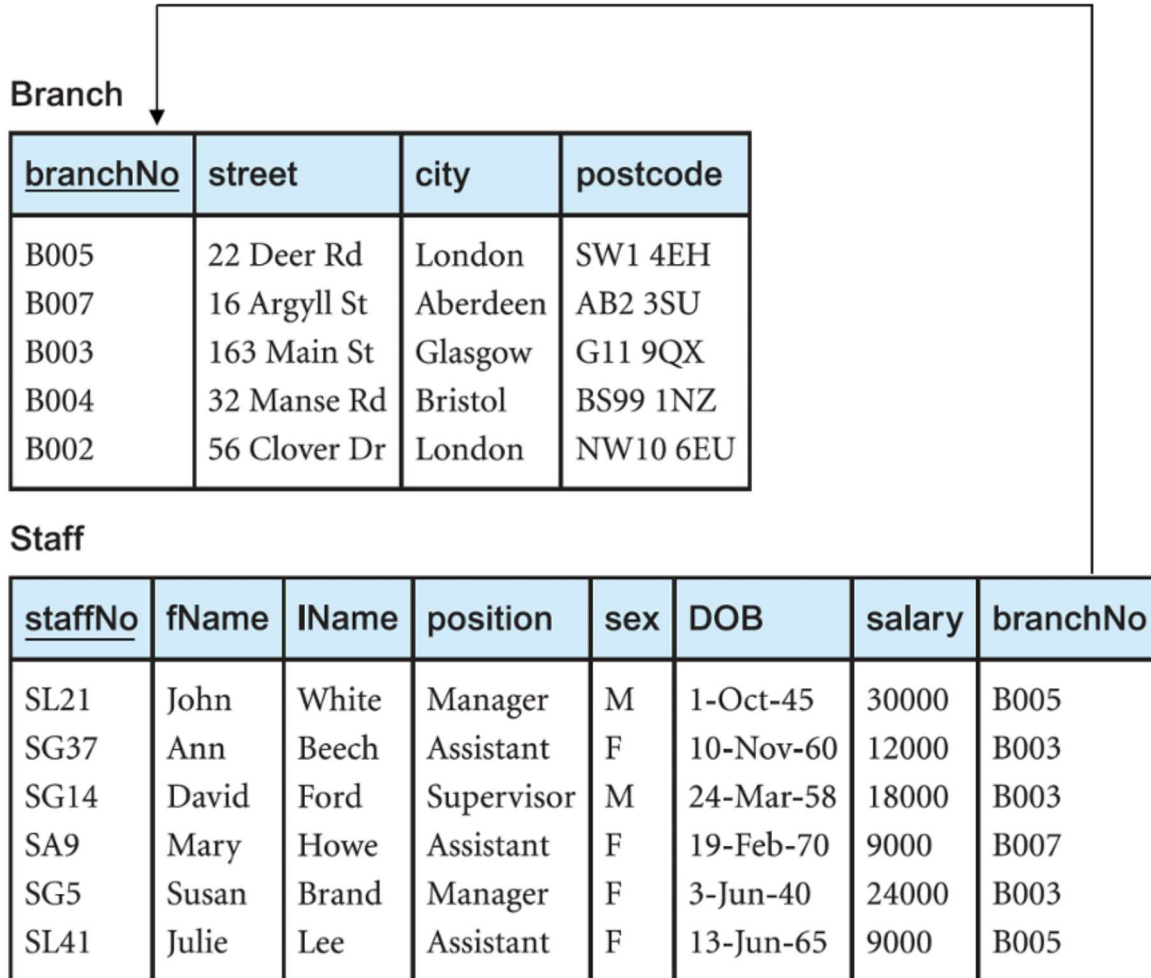 Branch
branchNo street city postcode
B005 22 Deer Rd London SW1 4EH
B007 16 Argyll St Aberdeen AB2 3SU
B003 163 Main St Glasgow G11 9QX
B004 32 Manse Rd Bristol BS99 1NZ
B002 56 Clover Dr London NW10 6EU
Staff
staffNo fName lName position sex DOB salary branchNo
SL21 John White Manager M 1-Oct-45 30000 B005
SG37 Ann Beech Assistant F 10-Nov-60 12000 B003
SG14 David Ford Supervisor M 24-Mar-58 18000 B003
SA9 Mary Howe Assistant F 19-Feb-70 9000 B007
SG5 Susan Brand Manager F 3-Jun-40 24000 B003
SL41 Julie Lee Assistant F 13-Jun-65 9000 B005